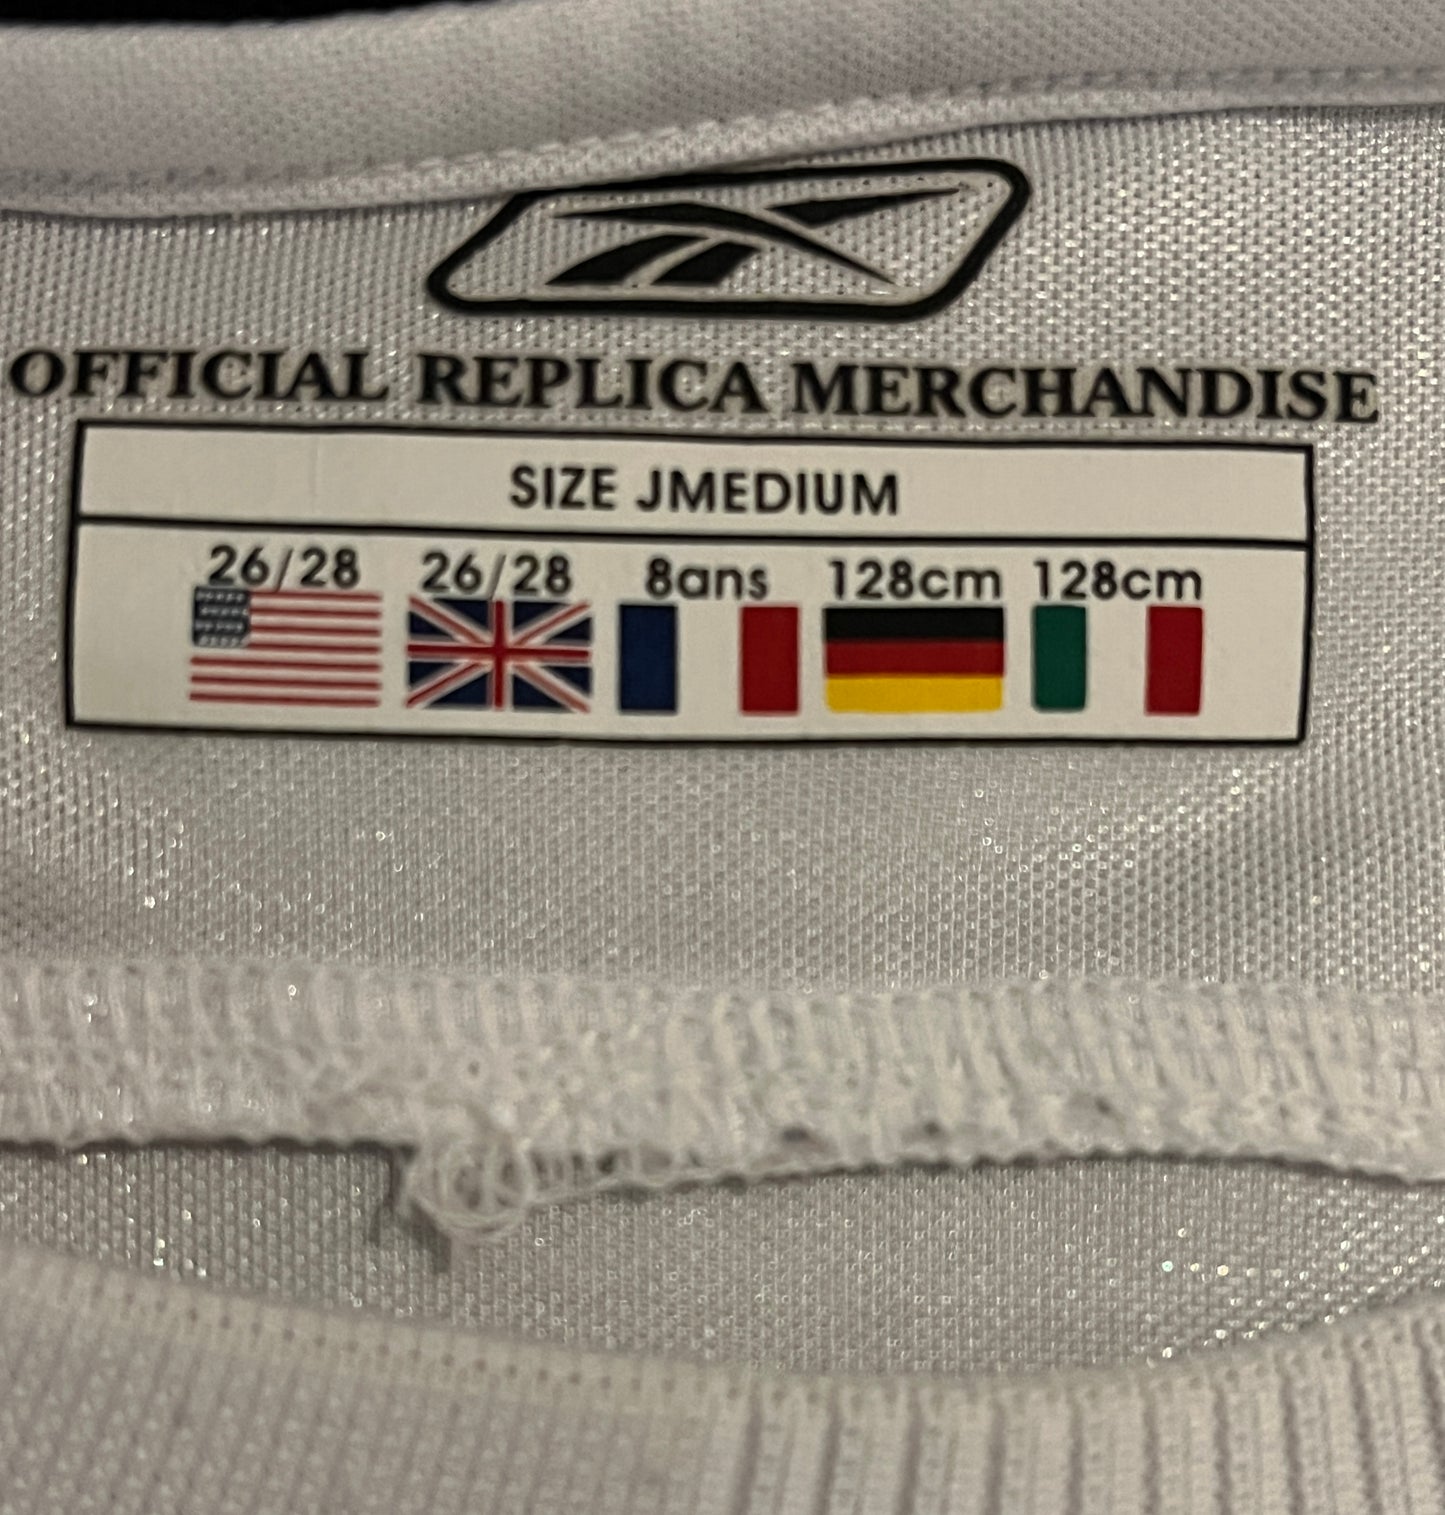 OFFICIAL REPLICA MERCHANDISE
SIZE JMEDIUM
26/28 26/28 8ans 128cm 128cm